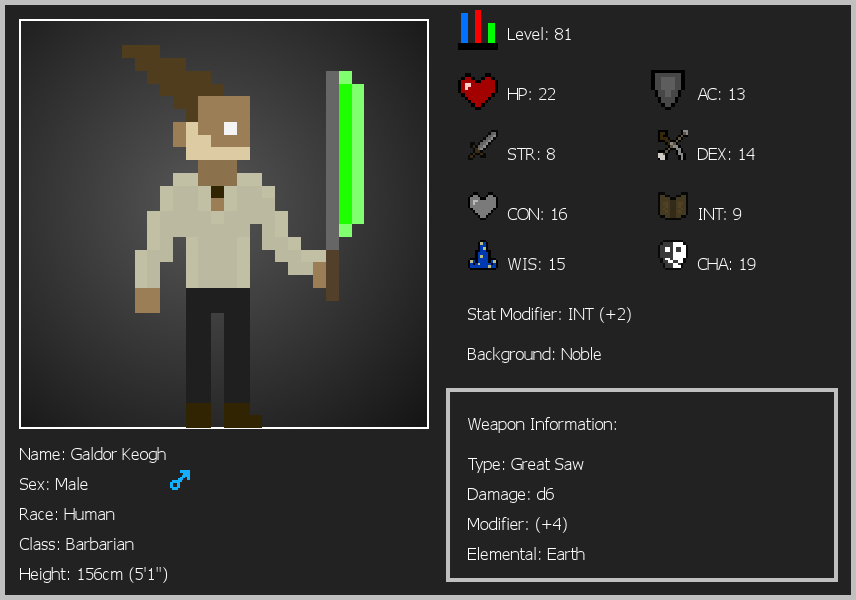 Level: 81
HP: 22
AC: 13
STR: 8
DEX: 14
CON: 16
INT: 9
WIS: 15
CHA: 19
Stat Modifier: INT (+2)
Background: Noble
Weapon Information:
Type: Great Saw
Damage: d6
Modifier: (+4)
Elemental: Earth
Name: Galdor Keogh
Sex: Male
Race: Human
Class: Barbarian
Height: 156cm (5'1")